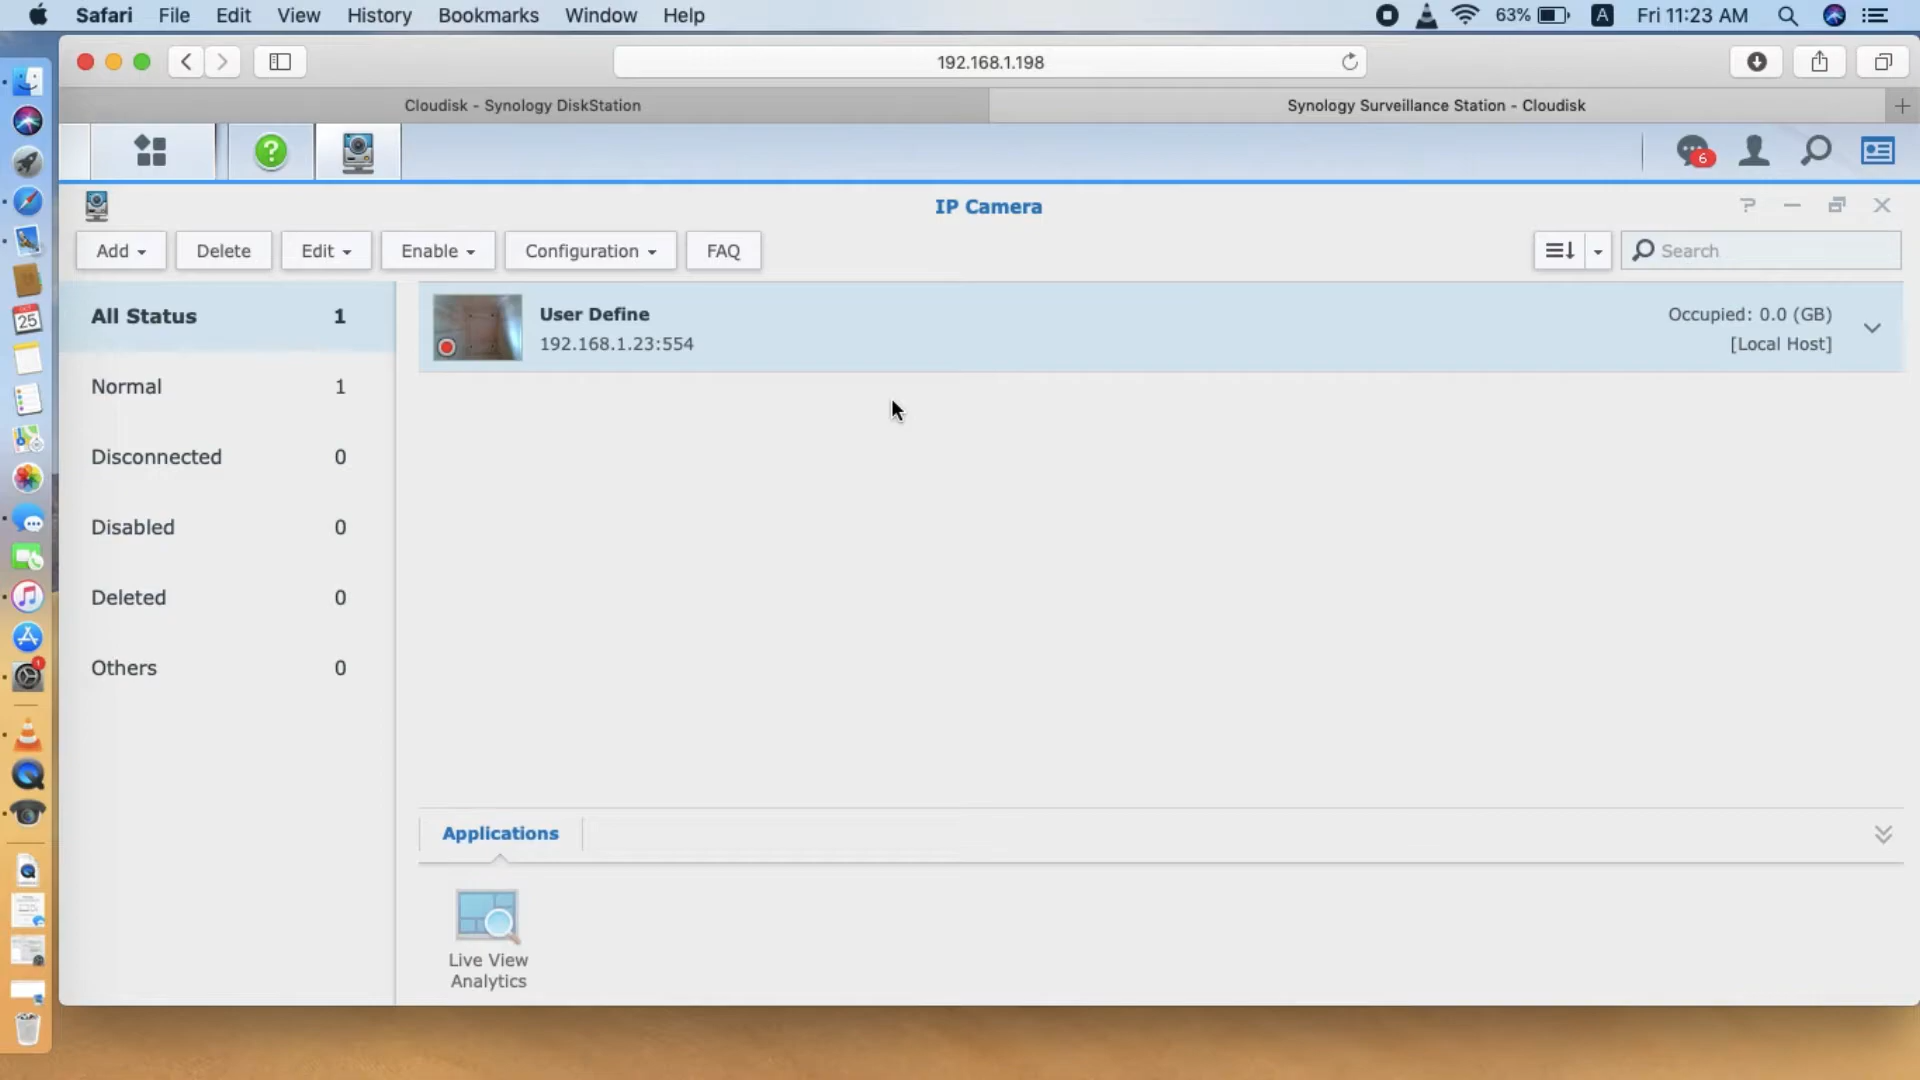 Safari File Edit View History Bookmarks Window Help
63% A Fri 11:23 AM
192.168.1.198
Cloudisk - Synology DiskStation
Synology Surveillance Station - Cloudisk
6
IP Camera
Add Delete Edit Enable Configuration FAQ
Search
All Status 1
Normal 1
Disconnected 0
Disabled 0
Deleted 0
Others 0
User Define
192.168.1.23:554
Occupied: 0.0 (GB)
[Local Host]
Applications
Live View
Analytics
25
1